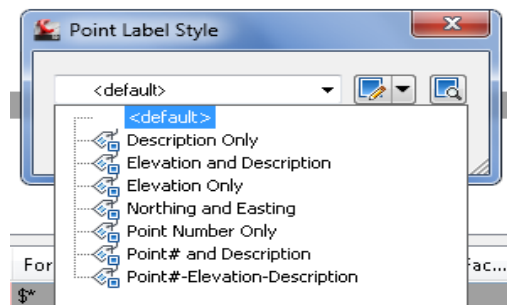 Point Label Style
<default>
<default>
Description Only
Elevation and Description
Elevation Only
Northing and Easting
Point Number Only
Point# and Description
Point#-Elevation-Description
For
Fac...
$*